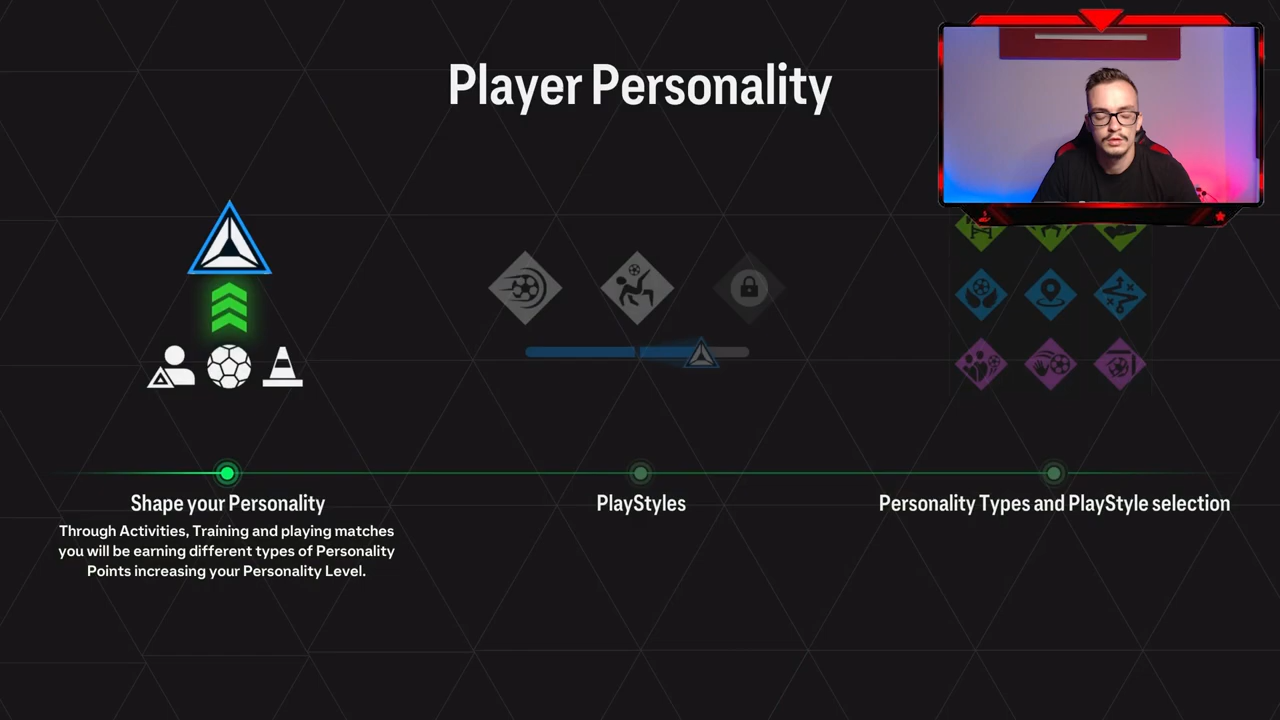 Player Personality
Shape your Personality
Through Activities, Training and playing matches
you will be earning different types of Personality
Points increasing your Personality Level.
PlayStyles
Personality Types and PlayStyle selection